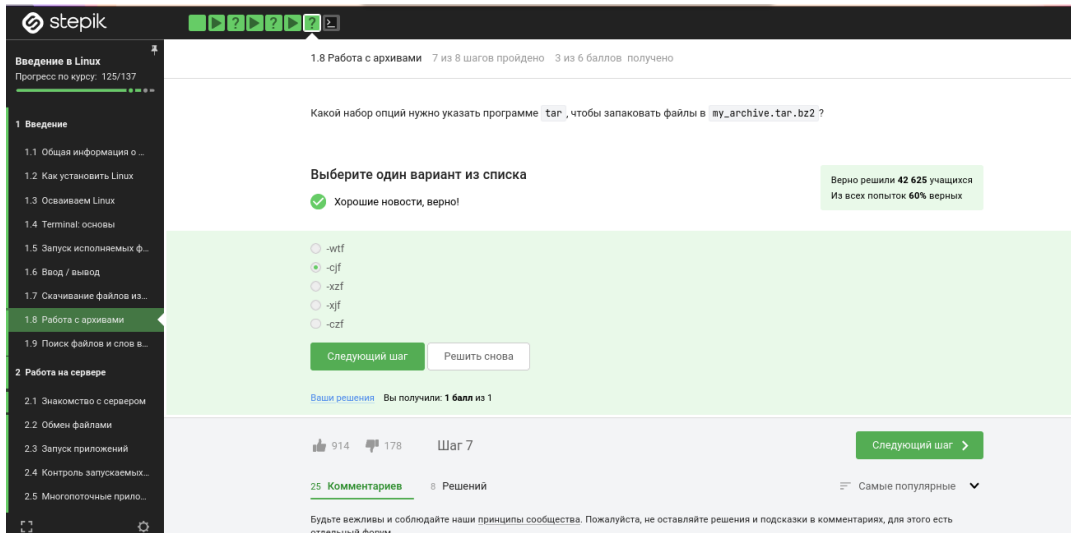 stepik
Введение в Linux
Прогресс по курсу: 125/137
1 Введение
1.1 Общая информация о ...
1.2 Как установить Linux
1.3 Осваиваем Linux
1.4 Terminal: основы
1.5 Запуск исполняемых ф...
1.6 Ввод / вывод
1.7 Скачивание файлов из...
1.8 Работа с архивами
1.9 Поиск файлов и слов в...
2 Работа на сервере
2.1 Знакомство с сервером
2.2 Обмен файлами
2.3 Запуск приложений
2.4 Контроль запускаемых...
2.5 Многопоточные прило...
1.8 Работа с архивами 7 из 8 шагов пройдено 3 из 6 баллов получено
Какой набор опций нужно указать программе tar, чтобы запаковать файлы в my_archive.tar.bz2?
Выберите один вариант из списка
Хорошие новости, верно!
Верно решили 42 625 учащихся
Из всех попыток 60% верных
-wtf
-cjf
-xzf
-xjf
-czf
Следующий шаг Решить снова
Ваши решения Вы получили: 1 балл из 1
914 178 Шаг 7 Следующий шаг
25 Комментариев 8 Решений Самые популярные
Будьте вежливы и соблюдайте наши принципы сообщества. Пожалуйста, не оставляйте решения и подсказки в комментариях, для этого есть
отдельный форум.